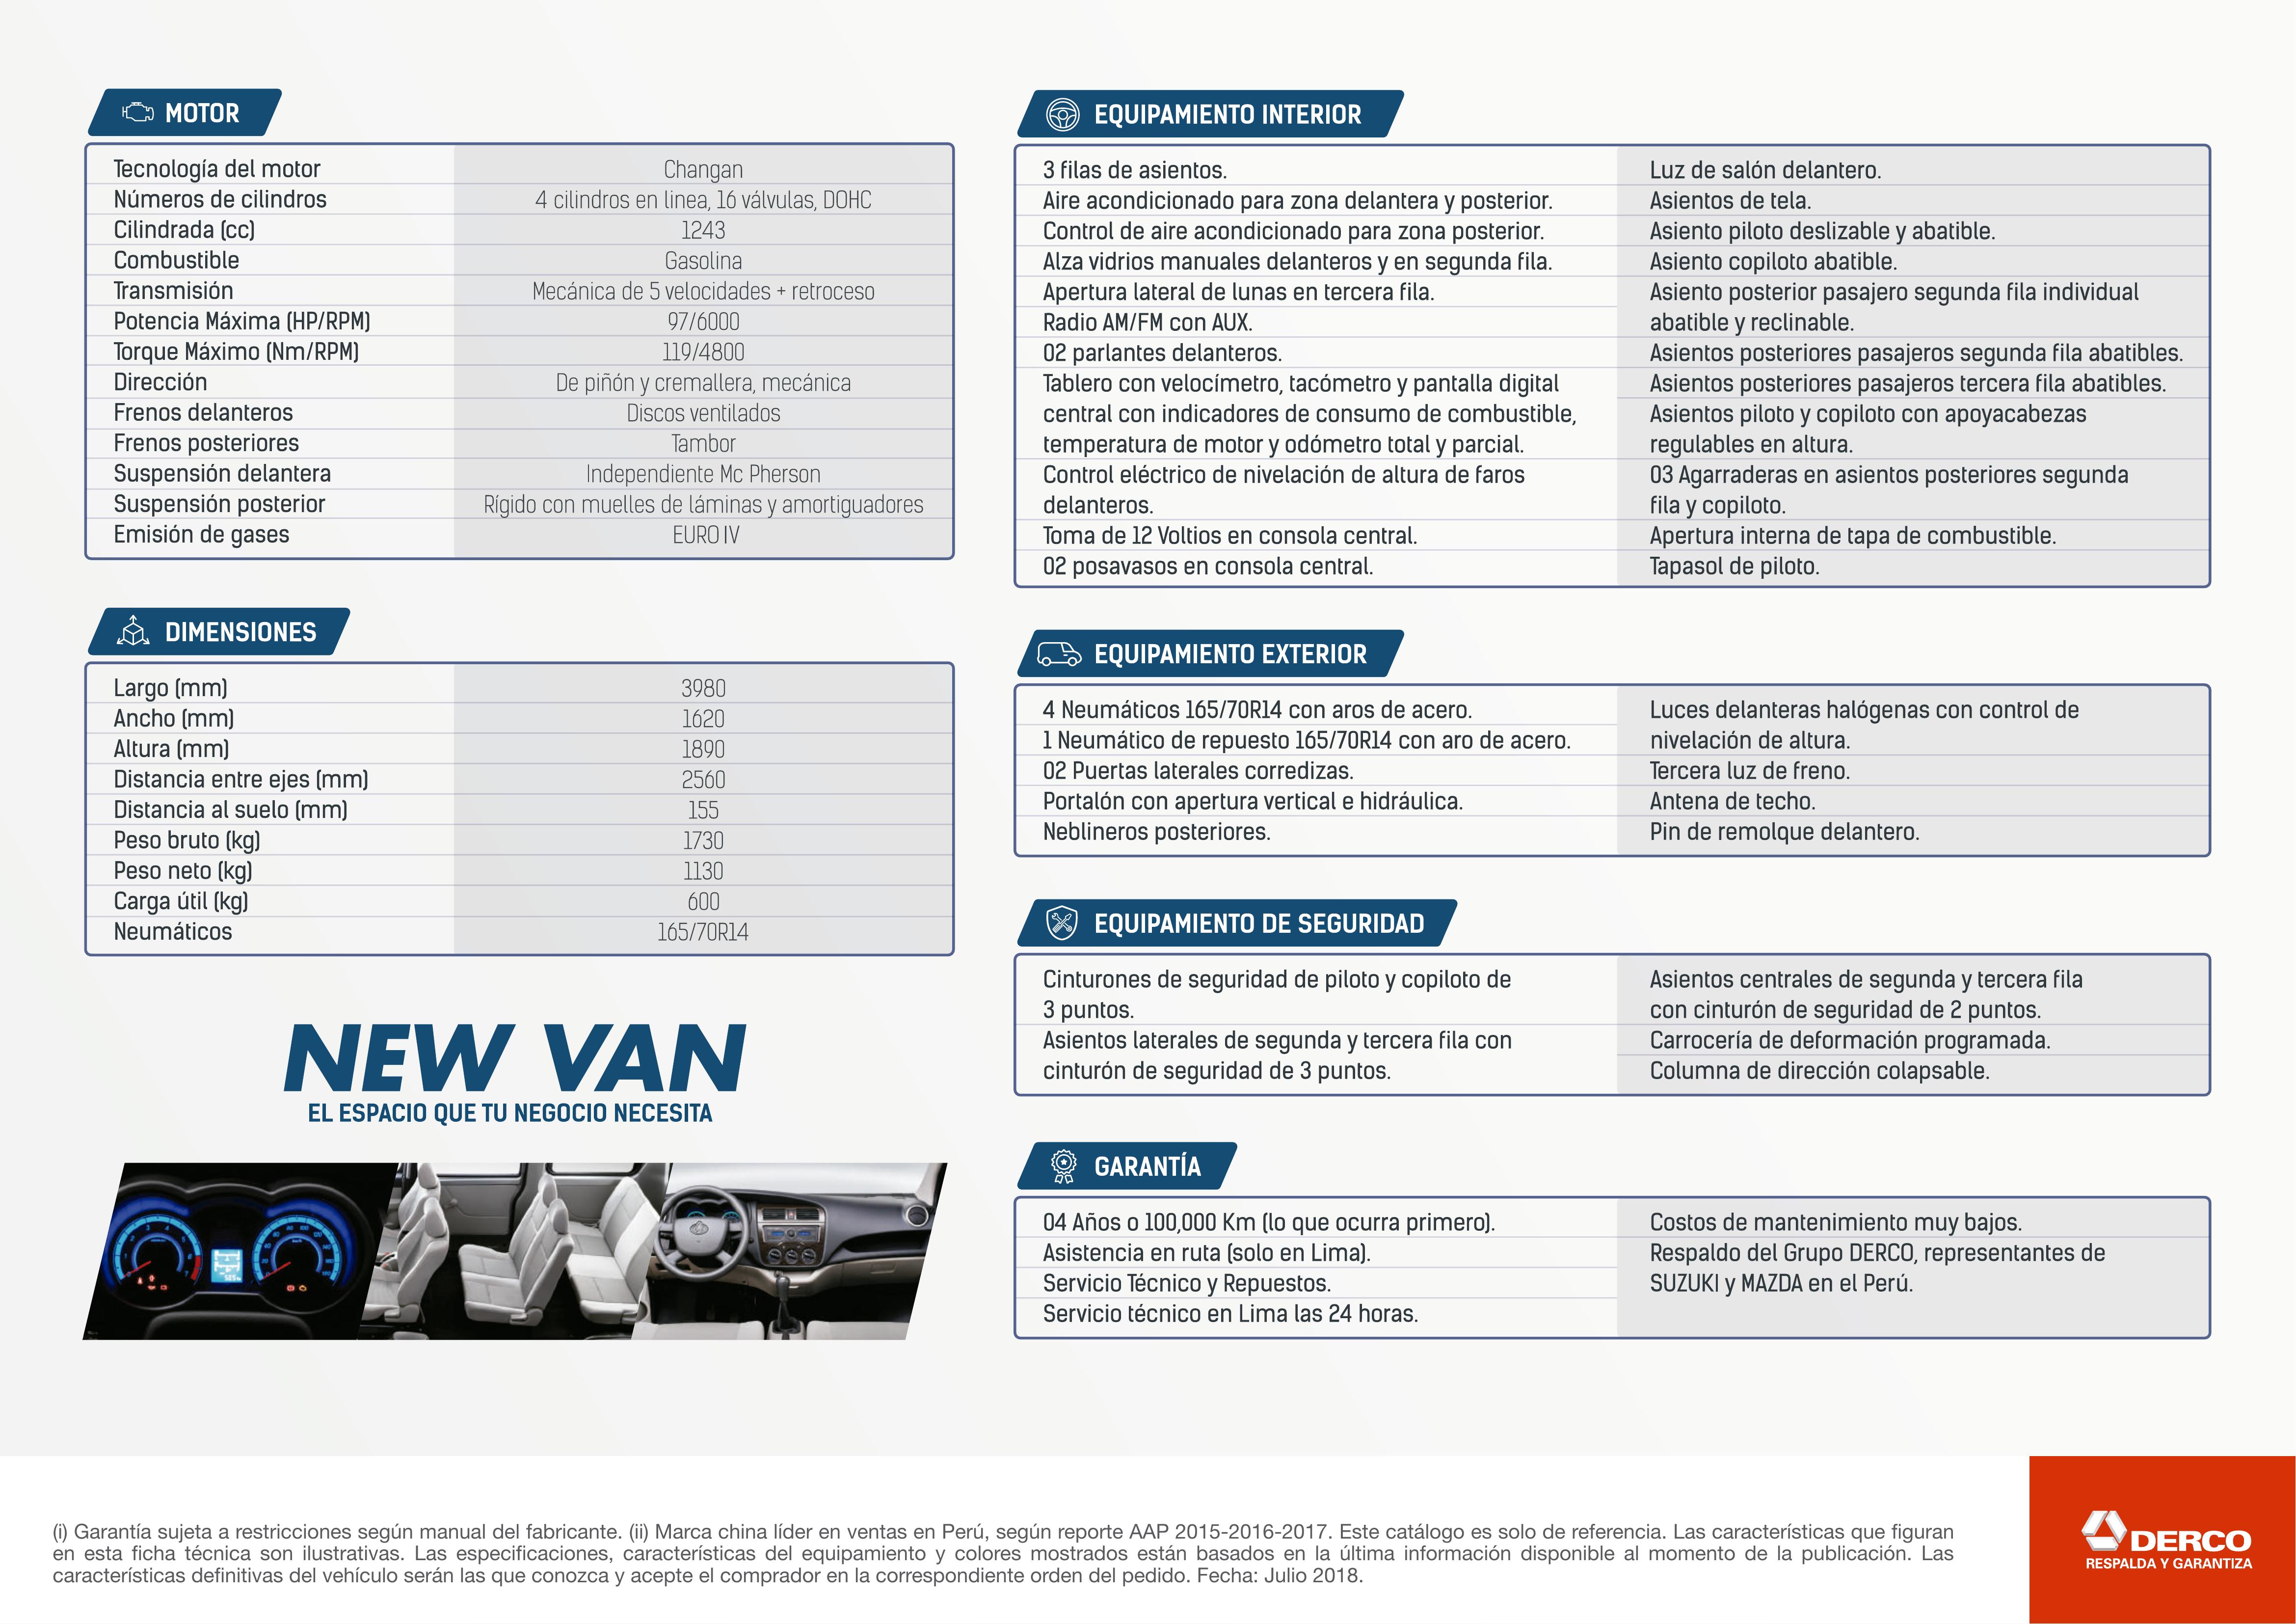 MOTOR
Tecnología del motor Changan
Números de cilindros 4 cilindros en linea, 16 válvulas, DOHC
Cilindrada (cc) 1243
Combustible Gasolina
Transmisión Mecánica de 5 velocidades + retroceso
Potencia Máxima (HP/RPM) 97/6000
Torque Máximo (Nm/RPM) 119/4800
Dirección De piñón y cremallera, mecánica
Frenos delanteros Discos ventilados
Frenos posteriores Tambor
Suspensión delantera Independiente Mc Pherson
Suspensión posterior Rígido con muelles de láminas y amortiguadores
Emisión de gases EURO IV
DIMENSIONES
Largo (mm) 3980
Ancho (mm) 1620
Altura (mm) 1890
Distancia entre ejes (mm) 2560
Distancia al suelo (mm) 155
Peso bruto (kg) 1730
Peso neto (kg) 1130
Carga útil (kg) 600
Neumáticos 165/70R14
NEW VAN
EL ESPACIO QUE TU NEGOCIO NECESITA
EQUIPAMIENTO INTERIOR
3 filas de asientos.
Aire acondicionado para zona delantera y posterior.
Control de aire acondicionado para zona posterior.
Alza vidrios manuales delanteros y en segunda fila.
Apertura lateral de lunas en tercera fila.
Radio AM/FM con AUX.
02 parlantes delanteros.
Tablero con velocímetro, tacómetro y pantalla digital
central con indicadores de consumo de combustible,
temperatura de motor y odómetro total y parcial.
Control eléctrico de nivelación de altura de faros
delanteros.
Toma de 12 Voltios en consola central.
02 posavasos en consola central.
Luz de salón delantero.
Asientos de tela.
Asiento piloto deslizable y abatible.
Asiento copiloto abatible.
Asiento posterior pasajero segunda fila individual
abatible y reclinable.
Asientos posteriores pasajeros segunda fila abatibles.
Asientos posteriores pasajeros tercera fila abatibles.
Asientos piloto y copiloto con apoyacabezas
regulables en altura.
03 Agarraderas en asientos posteriores segunda
fila y copiloto.
Apertura interna de tapa de combustible.
Tapasol de piloto.
EQUIPAMIENTO EXTERIOR
4 Neumáticos 165/70R14 con aros de acero.
1 Neumático de repuesto 165/70R14 con aro de acero.
02 Puertas laterales corredizas.
Portalón con apertura vertical e hidráulica.
Neblineros posteriores.
Luces delanteras halógenas con control de
nivelación de altura.
Tercera luz de freno.
Antena de techo.
Pin de remolque delantero.
EQUIPAMIENTO DE SEGURIDAD
Cinturones de seguridad de piloto y copiloto de
3 puntos.
Asientos laterales de segunda y tercera fila con
cinturón de seguridad de 3 puntos.
Asientos centrales de segunda y tercera fila
con cinturón de seguridad de 2 puntos.
Carrocería de deformación programada.
Columna de dirección colapsable.
GARANTÍA
04 Años o 100,000 Km (lo que ocurra primero).
Asistencia en ruta (solo en Lima).
Servicio Técnico y Repuestos.
Servicio técnico en Lima las 24 horas.
Costos de mantenimiento muy bajos.
Respaldo del Grupo DERCO, representantes de
SUZUKI y MAZDA en el Perú.
(i) Garantía sujeta a restricciones según manual del fabricante. (ii) Marca china líder en ventas en Perú, según reporte AAP 2015-2016-2017. Este catálogo es solo de referencia. Las características que figuran
en esta ficha técnica son ilustrativas. Las especificaciones, características del equipamiento y colores mostrados están basados en la última información disponible al momento de la publicación. Las
características definitivas del vehículo serán las que conozca y acepte el comprador en la correspondiente orden del pedido. Fecha: Julio 2018.
DERCO
RESPALDA Y GARANTIZA